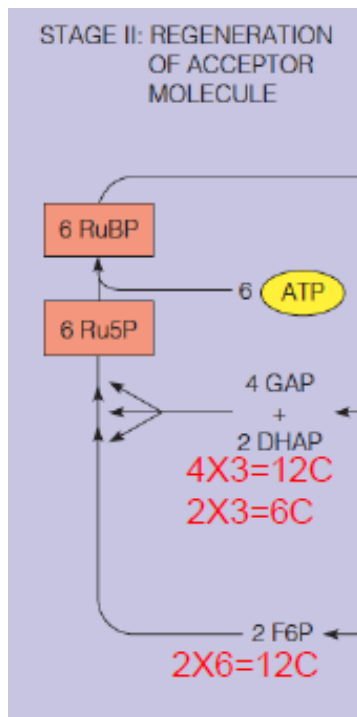 STAGE II: REGENERATION
OF ACCEPTOR
MOLECULE
6 RuBP
6 ATP
6 Ru5P
4 GAP
+
2 DHAP
4X3=12C
2X3=6C
2 F6P
2X6=12C